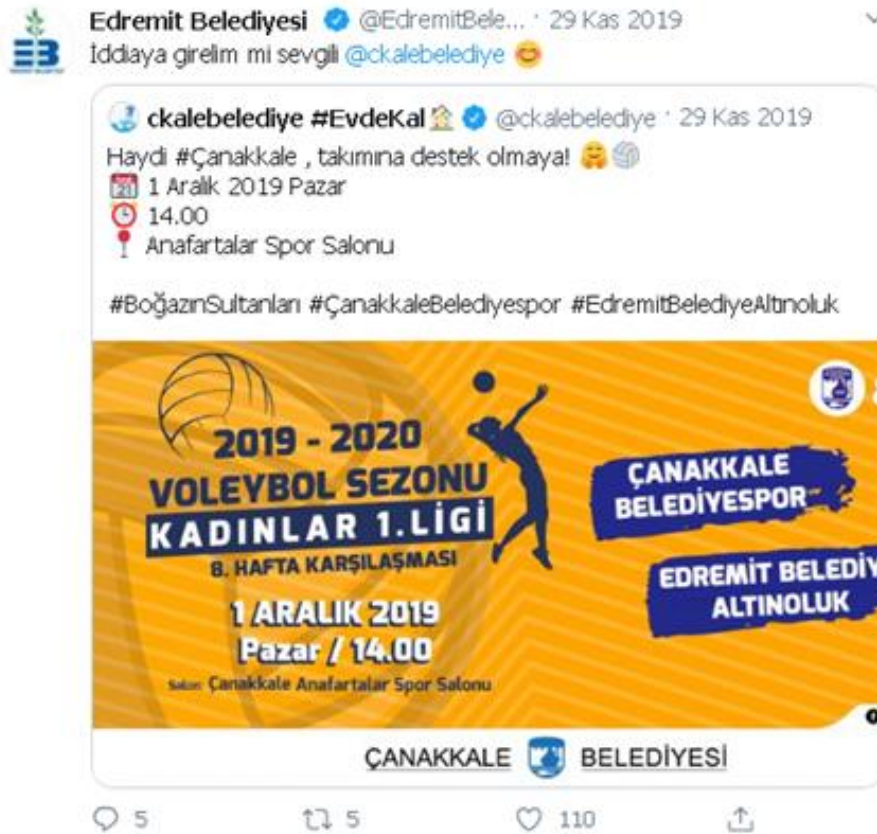 Edremit Belediyesi @EdremitBele... · 29 Kas 2019
İddiaya girelim mi sevgili @ckalebelediye 😊
ckalebelediye #EvdeKal🏠 @ckalebelediye · 29 Kas 2019
Haydi #Çanakkale , takımına destek olmaya! 🤗🏐
📅 1 Aralık 2019 Pazar
⏰ 14.00
📍 Anafartalar Spor Salonu
#BoğazınSultanları #ÇanakkaleBelediyespor #EdremitBelediyeAltınoluk
2019 - 2020
VOLEYBOL SEZONU
KADINLAR 1.LİGİ
8. HAFTA KARŞILAŞMASI
1 ARALIK 2019
Pazar / 14.00
Salon: Çanakkale Anafartalar Spor Salonu
ÇANAKKALE
BELEDİYESPOR
EDREMİT BELEDİY
ALTINOLUK
ÇANAKKALE BELEDİYESİ
5 5 110